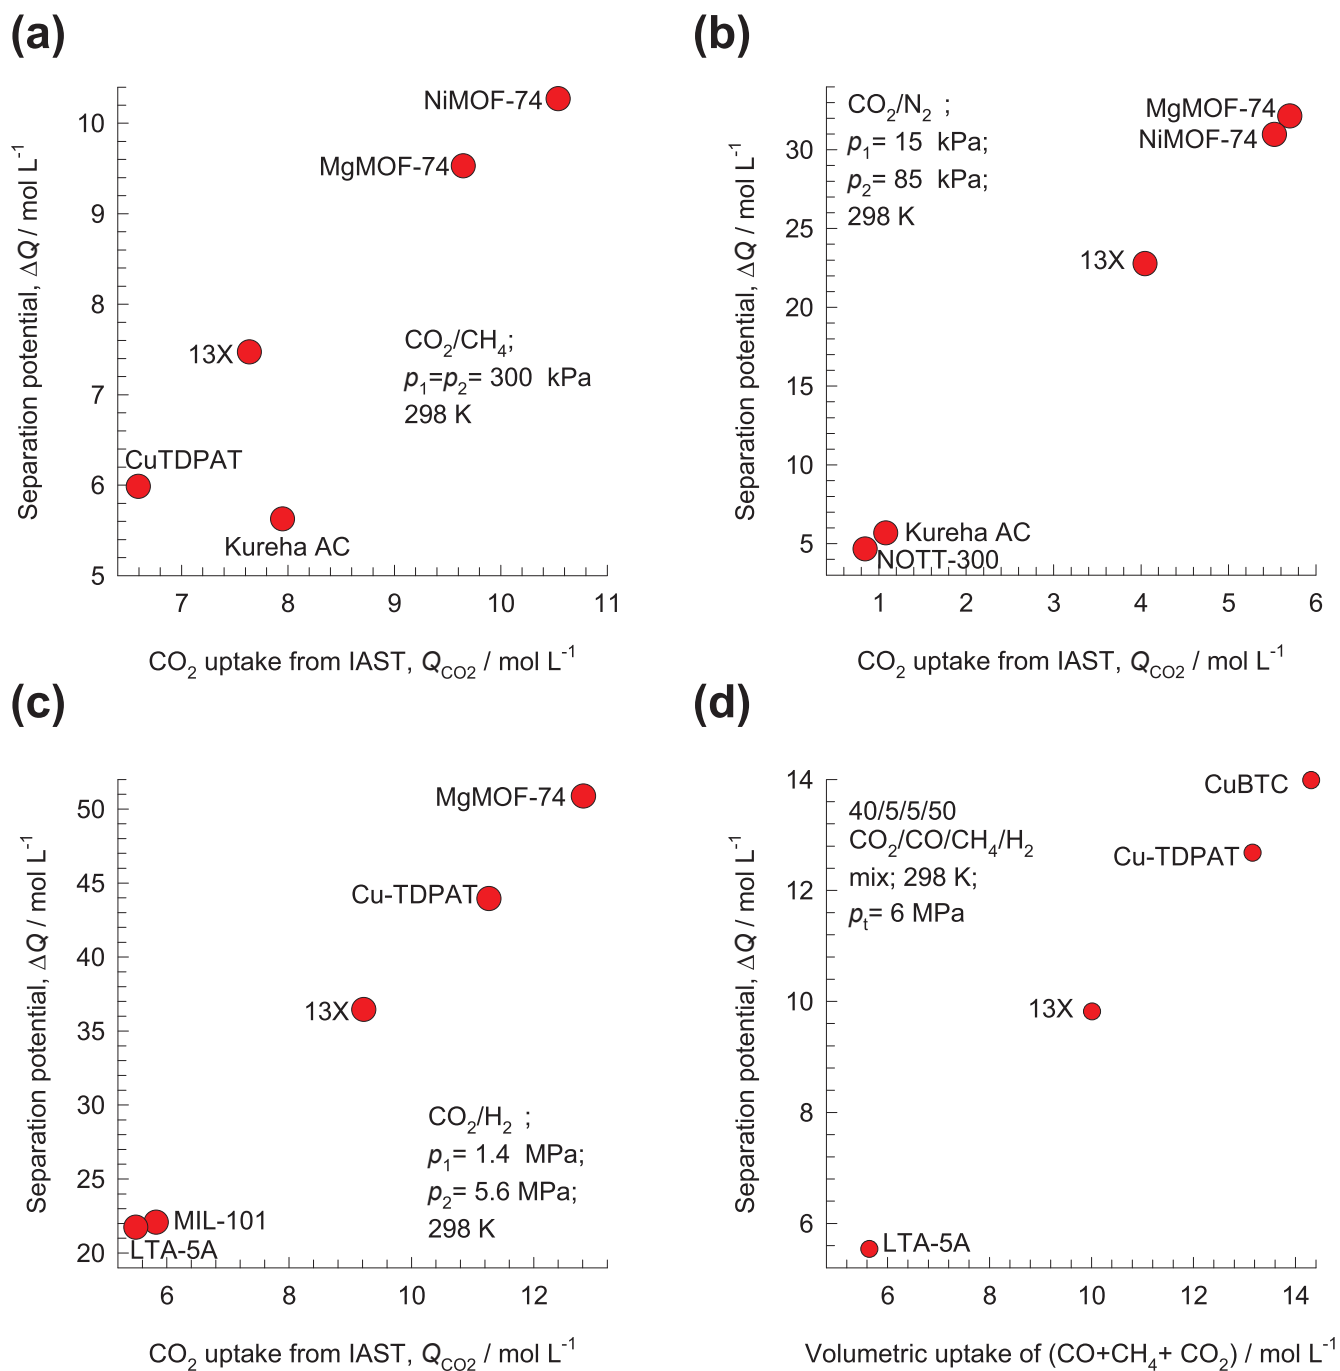 (a)
Separation potential, ΔQ / mol L⁻¹
10
9
8
7
6
5
NiMOF-74
MgMOF-74
13X
CO₂/CH₄;
p₁=p₂= 300 kPa
298 K
CuTDPAT
Kureha AC
7 8 9 10 11
CO₂ uptake from IAST, Q_CO2 / mol L⁻¹
(b)
Separation potential, ΔQ / mol L⁻¹
30
25
20
15
10
5
CO₂/N₂ ;
p₁= 15 kPa;
p₂= 85 kPa;
298 K
MgMOF-74
NiMOF-74
13X
Kureha AC
NOTT-300
1 2 3 4 5 6
CO₂ uptake from IAST, Q_CO2 / mol L⁻¹
(c)
Separation potential, ΔQ / mol L⁻¹
50
45
40
35
30
25
20
MgMOF-74
Cu-TDPAT
13X
CO₂/H₂ ;
p₁= 1.4 MPa;
p₂= 5.6 MPa;
298 K
MIL-101
LTA-5A
6 8 10 12
CO₂ uptake from IAST, Q_CO2 / mol L⁻¹
(d)
Separation potential, ΔQ / mol L⁻¹
14
12
10
8
6
40/5/5/50
CO₂/CO/CH₄/H₂
mix; 298 K;
pₜ= 6 MPa
CuBTC
Cu-TDPAT
13X
LTA-5A
6 8 10 12 14
Volumetric uptake of (CO+CH₄+ CO₂) / mol L⁻¹